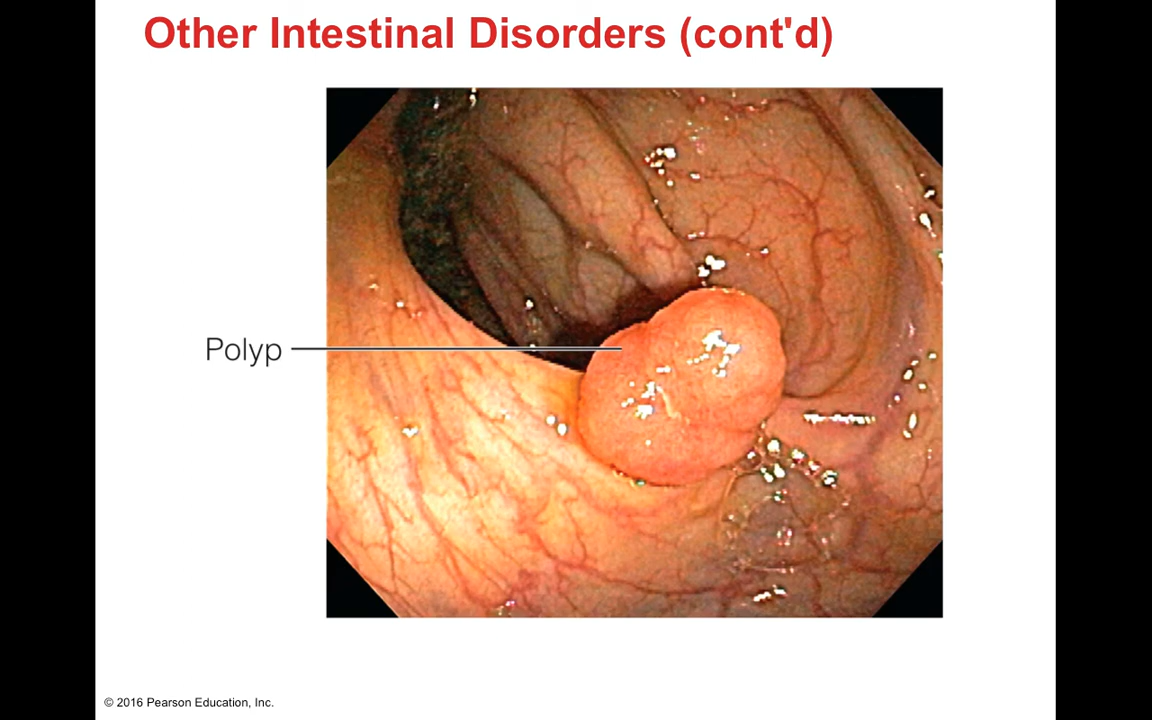 Other Intestinal Disorders (cont'd)
Polyp
© 2016 Pearson Education, Inc.